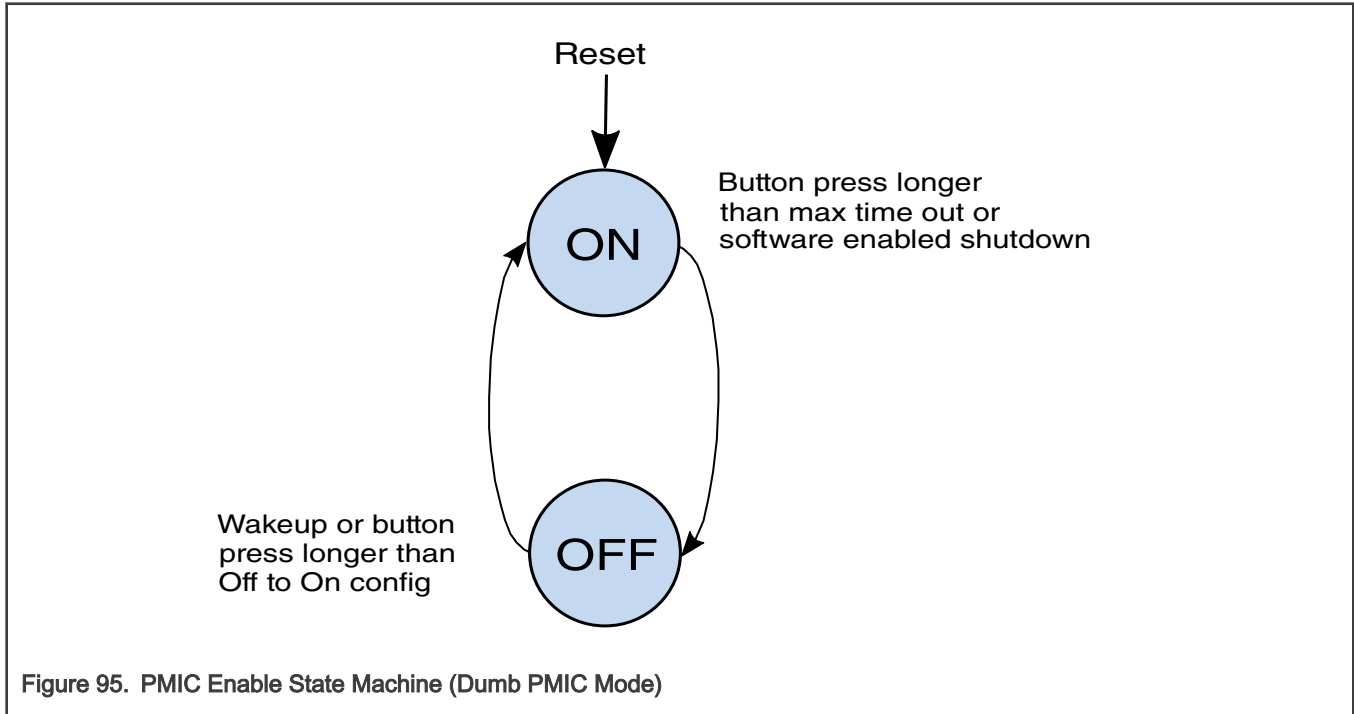 Reset
ON
Button press longer
than max time out or
software enabled shutdown
Wakeup or button
press longer than
Off to On config
OFF
Figure 95. PMIC Enable State Machine (Dumb PMIC Mode)